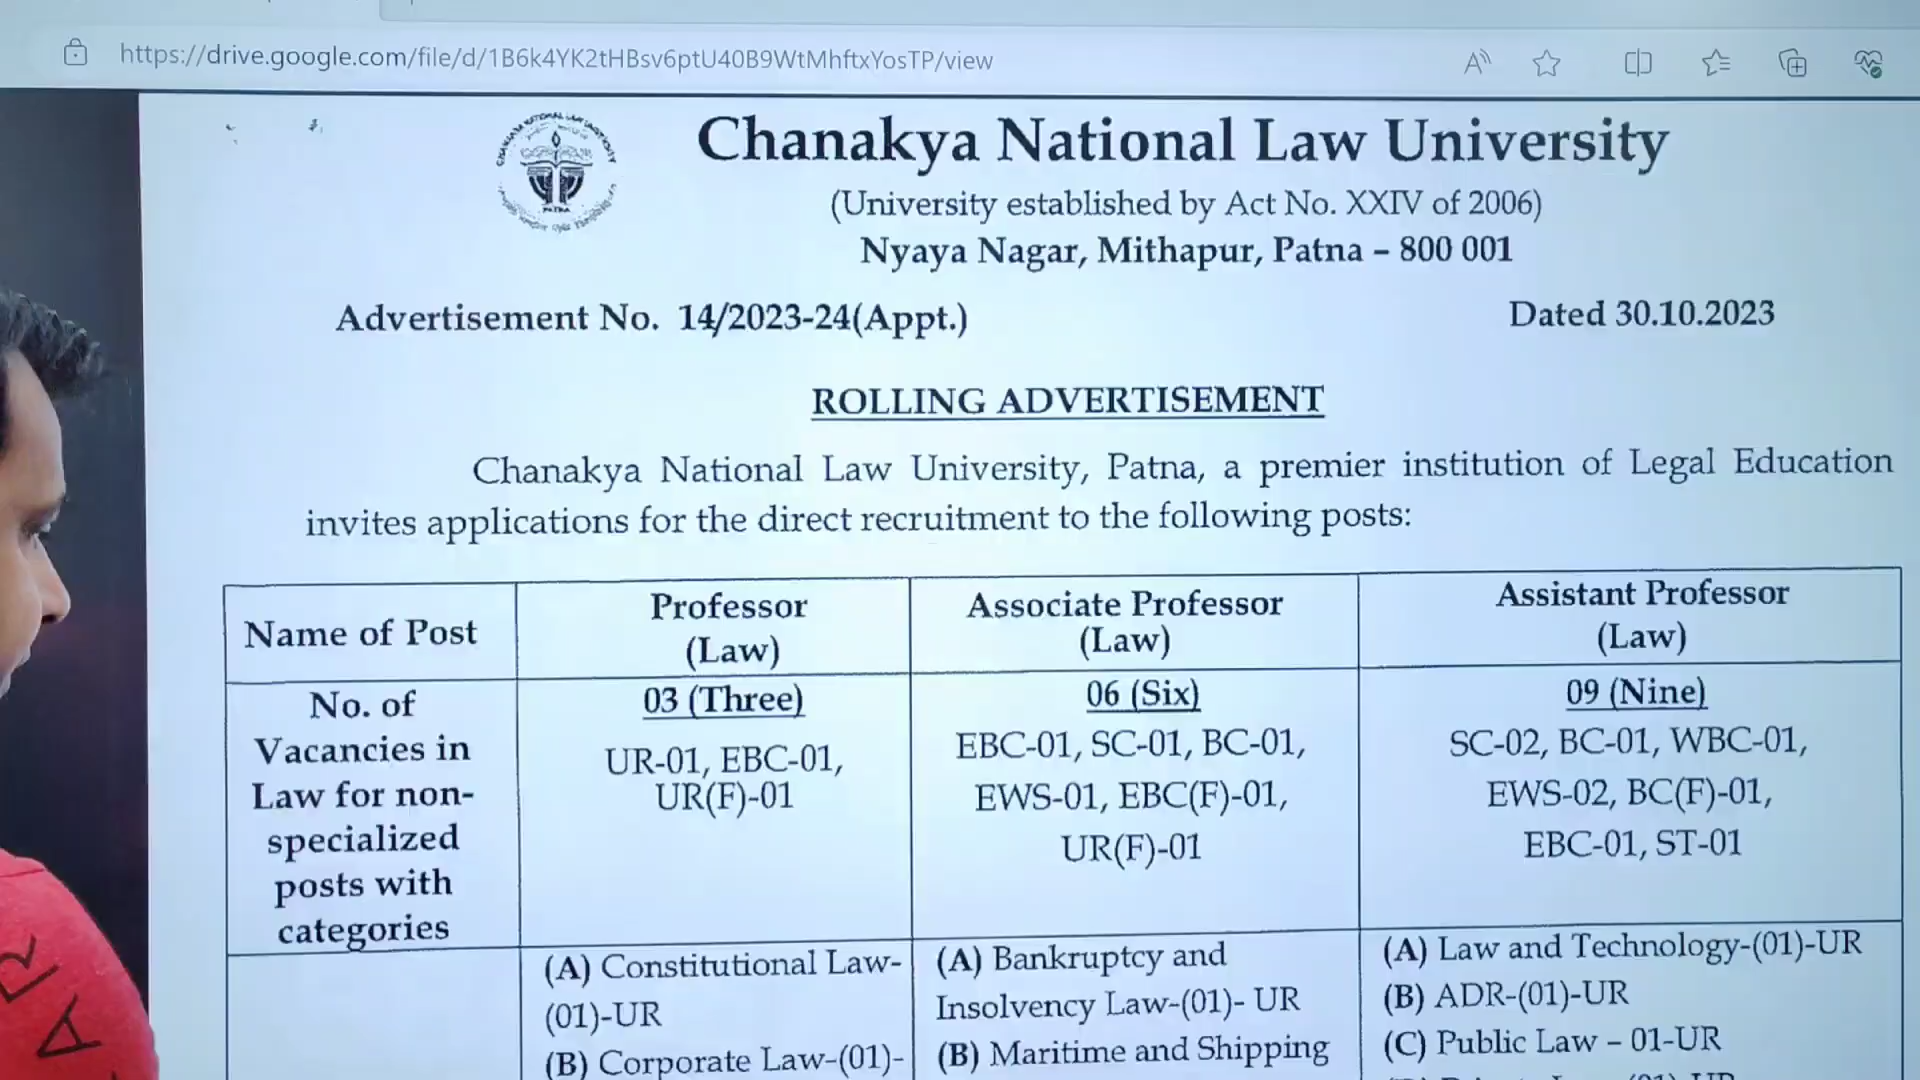 https://drive.google.com/file/d/1B6k4YK2tHBsv6ptU40B9WtMhftxYosTP/view
Chanakya National Law University
(University established by Act No. XXIV of 2006)
Nyaya Nagar, Mithapur, Patna – 800 001
Advertisement No. 14/2023-24(Appt.)
Dated 30.10.2023
ROLLING ADVERTISEMENT
Chanakya National Law University, Patna, a premier institution of Legal Education
invites applications for the direct recruitment to the following posts:
Name of Post
Professor
(Law)
Associate Professor
(Law)
Assistant Professor
(Law)
No. of
Vacancies in
Law for non-
specialized
posts with
categories
03 (Three)
UR-01, EBC-01,
UR(F)-01
06 (Six)
EBC-01, SC-01, BC-01,
EWS-01, EBC(F)-01,
UR(F)-01
09 (Nine)
SC-02, BC-01, WBC-01,
EWS-02, BC(F)-01,
EBC-01, ST-01
(A) Constitutional Law-
(01)-UR
(B) Corporate Law-(01)-
(A) Bankruptcy and
Insolvency Law-(01)- UR
(B) Maritime and Shipping
(A) Law and Technology-(01)-UR
(B) ADR-(01)-UR
(C) Public Law – 01-UR